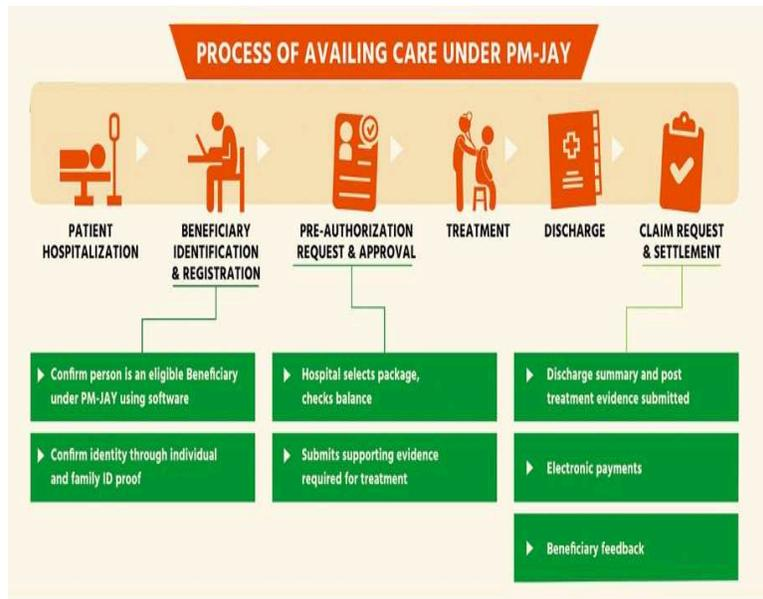 PROCESS OF AVAILING CARE UNDER PM-JAY
PATIENT
HOSPITALIZATION
BENEFICIARY
IDENTIFICATION
& REGISTRATION
PRE-AUTHORIZATION
REQUEST & APPROVAL
TREATMENT
DISCHARGE
CLAIM REQUEST
& SETTLEMENT
Confirm person is an eligible Beneficiary
under PM-JAY using software
Confirm identity through individual
and family ID proof
Hospital selects package,
checks balance
Submits supporting evidence
required for treatment
Discharge summary and post
treatment evidence submitted
Electronic payments
Beneficiary feedback